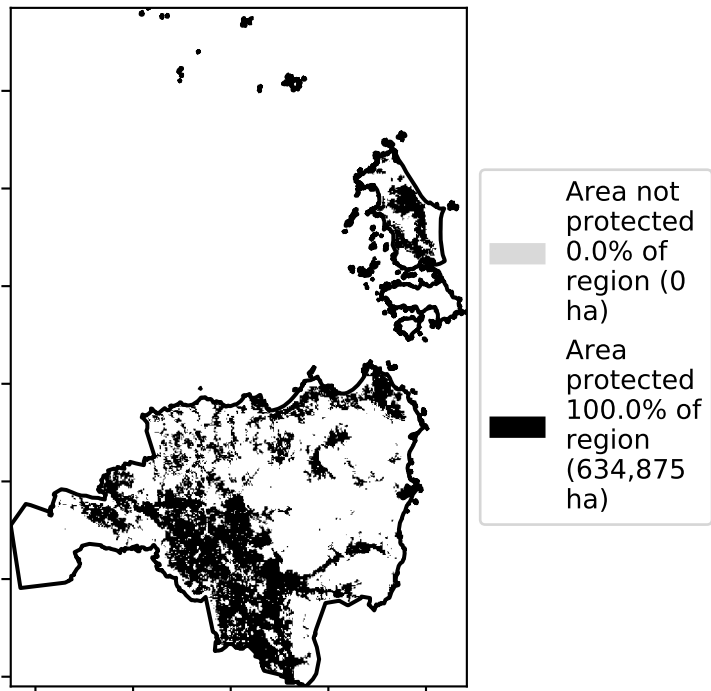 Area not
protected
0.0% of
region (0
ha)
Area
protected
100.0% of
region
(634,875
ha)